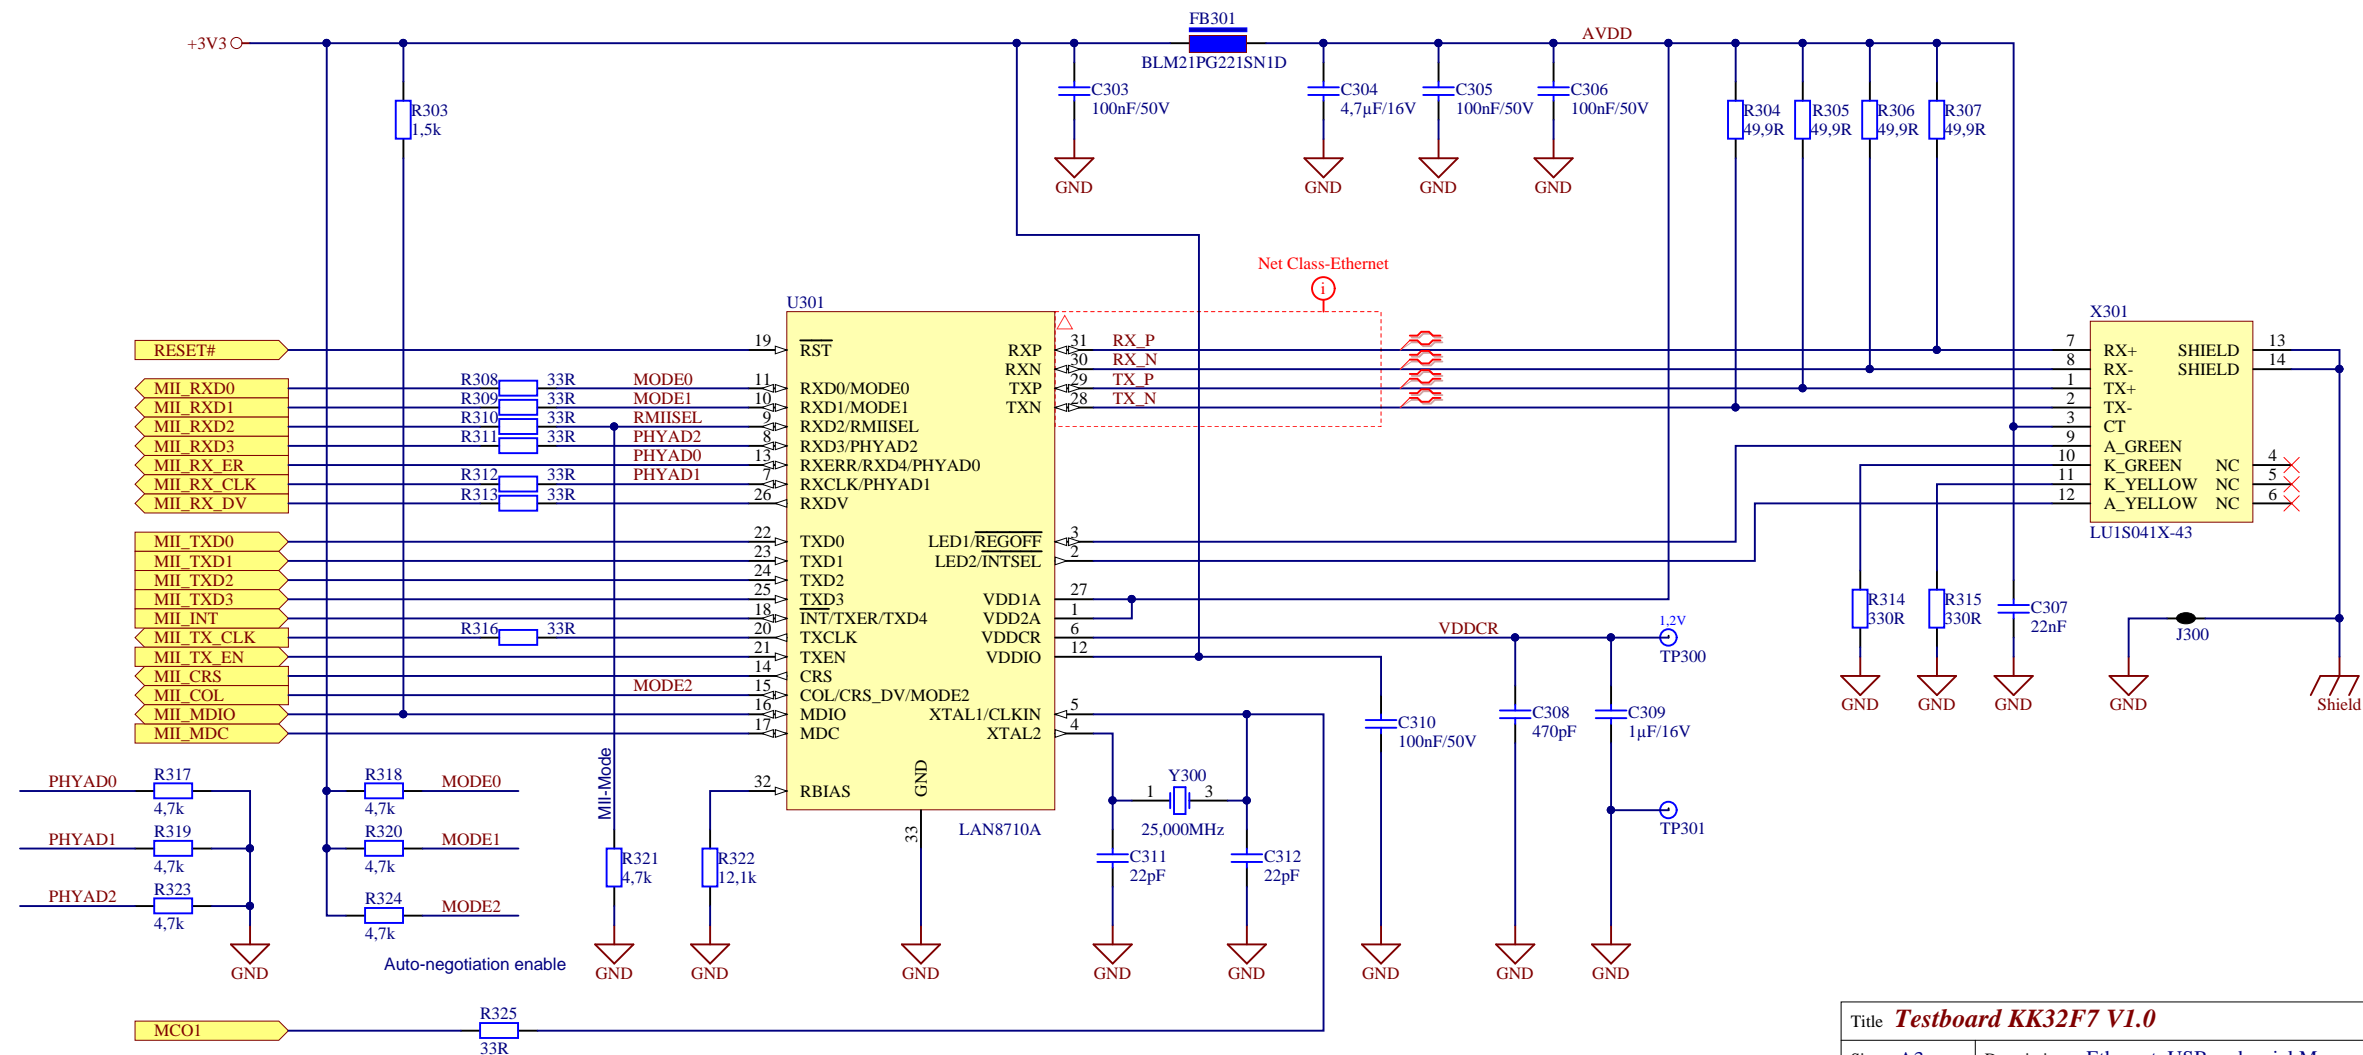 FB301
+3V3
AVDD
BLM21PG221SN1D
C303
100nF/50V
C304
4,7µF/16V
C305
100nF/50V
C306
100nF/50V
R303
1,5k
R304
49,9R
R305
49,9R
R306
49,9R
R307
49,9R
GND
GND
GND
GND
Net Class-Ethernet
i
U301
X301
RESET#
19
RST
RXP
31
RX_P
7
RX+
SHIELD
13
RXN
30
RX_N
8
RX-
SHIELD
14
MII_RXD0
R308
33R
MODE0
11
RXD0/MODE0
TXP
29
TX_P
1
TX+
MII_RXD1
R309
33R
MODE1
10
RXD1/MODE1
TXN
28
TX_N
2
TX-
MII_RXD2
R310
33R
RMIISEL
9
RXD2/RMIISEL
3
CT
MII_RXD3
R311
33R
PHYAD2
8
RXD3/PHYAD2
9
A_GREEN
MII_RX_ER
PHYAD0
13
RXERR/RXD4/PHYAD0
10
K_GREEN
NC
4
MII_RX_CLK
R312
33R
PHYAD1
7
RXCLK/PHYAD1
11
K_YELLOW
NC
5
MII_RX_DV
R313
33R
26
RXDV
12
A_YELLOW
NC
6
LU1S041X-43
MII_TXD0
22
TXD0
LED1/REGOFF
3
MII_TXD1
23
TXD1
LED2/INTSEL
2
MII_TXD2
24
TXD2
MII_TXD3
25
TXD3
VDD1A
27
MII_INT
18
INT/TXER/TXD4
VDD2A
1
MII_TX_CLK
R316
33R
20
TXCLK
VDDCR
6
VDDCR
1,2V
TP300
MII_TX_EN
21
TXEN
VDDIO
12
MII_CRS
14
CRS
MII_COL
MODE2
15
COL/CRS_DV/MODE2
MII_MDIO
16
MDIO
XTAL1/CLKIN
5
MII_MDC
17
MDC
XTAL2
4
R314
330R
R315
330R
C307
22nF
J300
GND
GND
GND
GND
Shield
C310
100nF/50V
C308
470pF
C309
1µF/16V
MII-Mode
32
RBIAS
GND
33
LAN8710A
Y300
1
3
25,000MHz
TP301
PHYAD0
R317
4,7k
R318
4,7k
MODE0
PHYAD1
R319
4,7k
R320
4,7k
MODE1
PHYAD2
R323
4,7k
R324
4,7k
MODE2
R321
4,7k
R322
12,1k
C311
22pF
C312
22pF
GND
Auto-negotiation enable
GND
GND
GND
GND
GND
GND
GND
GND
MCO1
R325
33R
Title Testboard KK32F7 V1.0